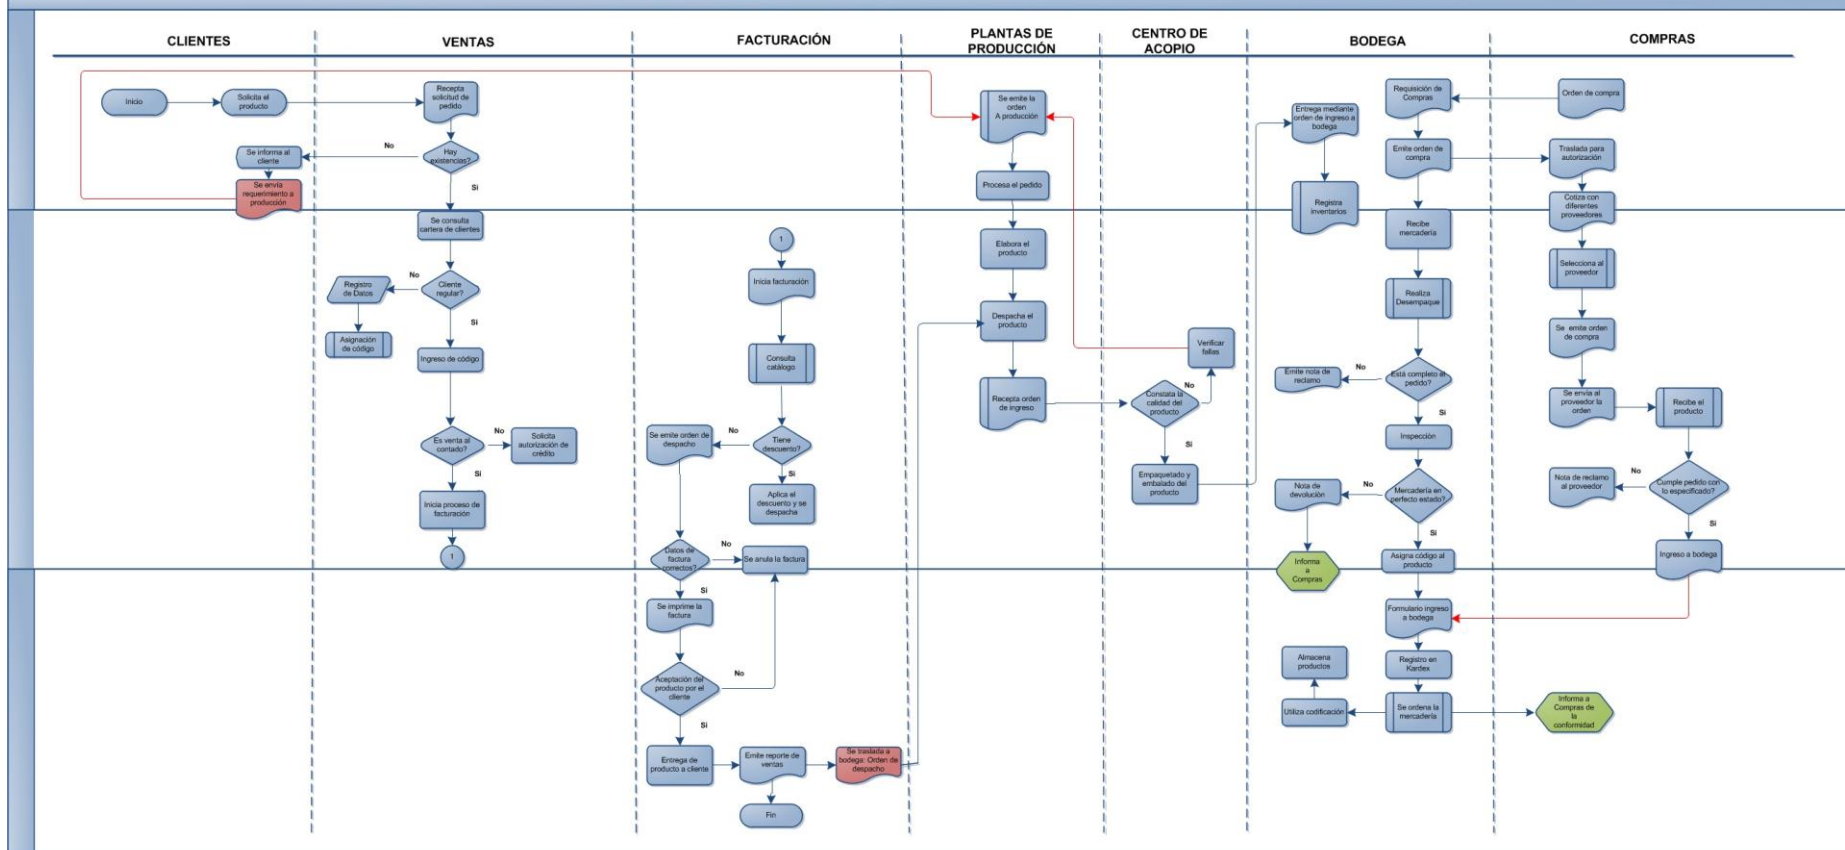 CLIENTES
VENTAS
FACTURACIÓN
PLANTAS DE
PRODUCCIÓN
CENTRO DE
ACOPIO
BODEGA
COMPRAS
Inicio
Solicita el
producto
Se informa al
cliente
Se envía
requerimiento a
producción
Recepta
solicitud de
pedido
Hay
existencias?
No
Si
Se consulta
cartera de clientes
Cliente
regular?
No
Registro
de Datos
Asignación
de código
Si
Ingreso de código
Es venta al
contado?
No
Solicita
autorización de
crédito
Si
Inicia proceso de
facturación
1
1
Inicia facturación
Consulta
catálogo
Tiene
descuento?
No
Se emite orden de
despacho
Si
Aplica el
descuento y se
despacha
Datos de
factura
correctos?
No
Se anula la factura
Si
Se imprime la
factura
Aceptación del
producto por el
cliente
No
Si
Entrega de
producto a cliente
Emite reporte de
ventas
Se traslada a
bodega: Orden de
despacho
Fin
Se emite la
orden
A producción
Procesa el pedido
Elabora el
producto
Despacha el
producto
Recepta orden
de ingreso
Verificar
fallas
Constata la
calidad del
producto
No
Si
Empaquetado y
embalado del
producto
Entrega mediante
orden de ingreso a
bodega
Registra
inventarios
Requisición de
Compras
Emite orden de
compra
Recibe
mercadería
Realiza
Desempaque
Está completo el
pedido?
No
Emite nota de
reclamo
Si
Inspección
Mercadería en
perfecto estado?
No
Nota de
devolución
Informa
a
Compras
Si
Asigna código al
producto
Formulario ingreso
a bodega
Registro en
Kardex
Se ordena la
mercadería
Utiliza codificación
Almacena
productos
Orden de compra
Traslada para
autorización
Cotiza con
diferentes
proveedores
Selecciona al
proveedor
Se emite orden
de compra
Se envía al
proveedor la
orden
Recibe el
producto
Cumple pedido con
lo especificado?
No
Nota de reclamo
al proveedor
Si
Ingreso a bodega
Informa a
Compras de
la
conformidad